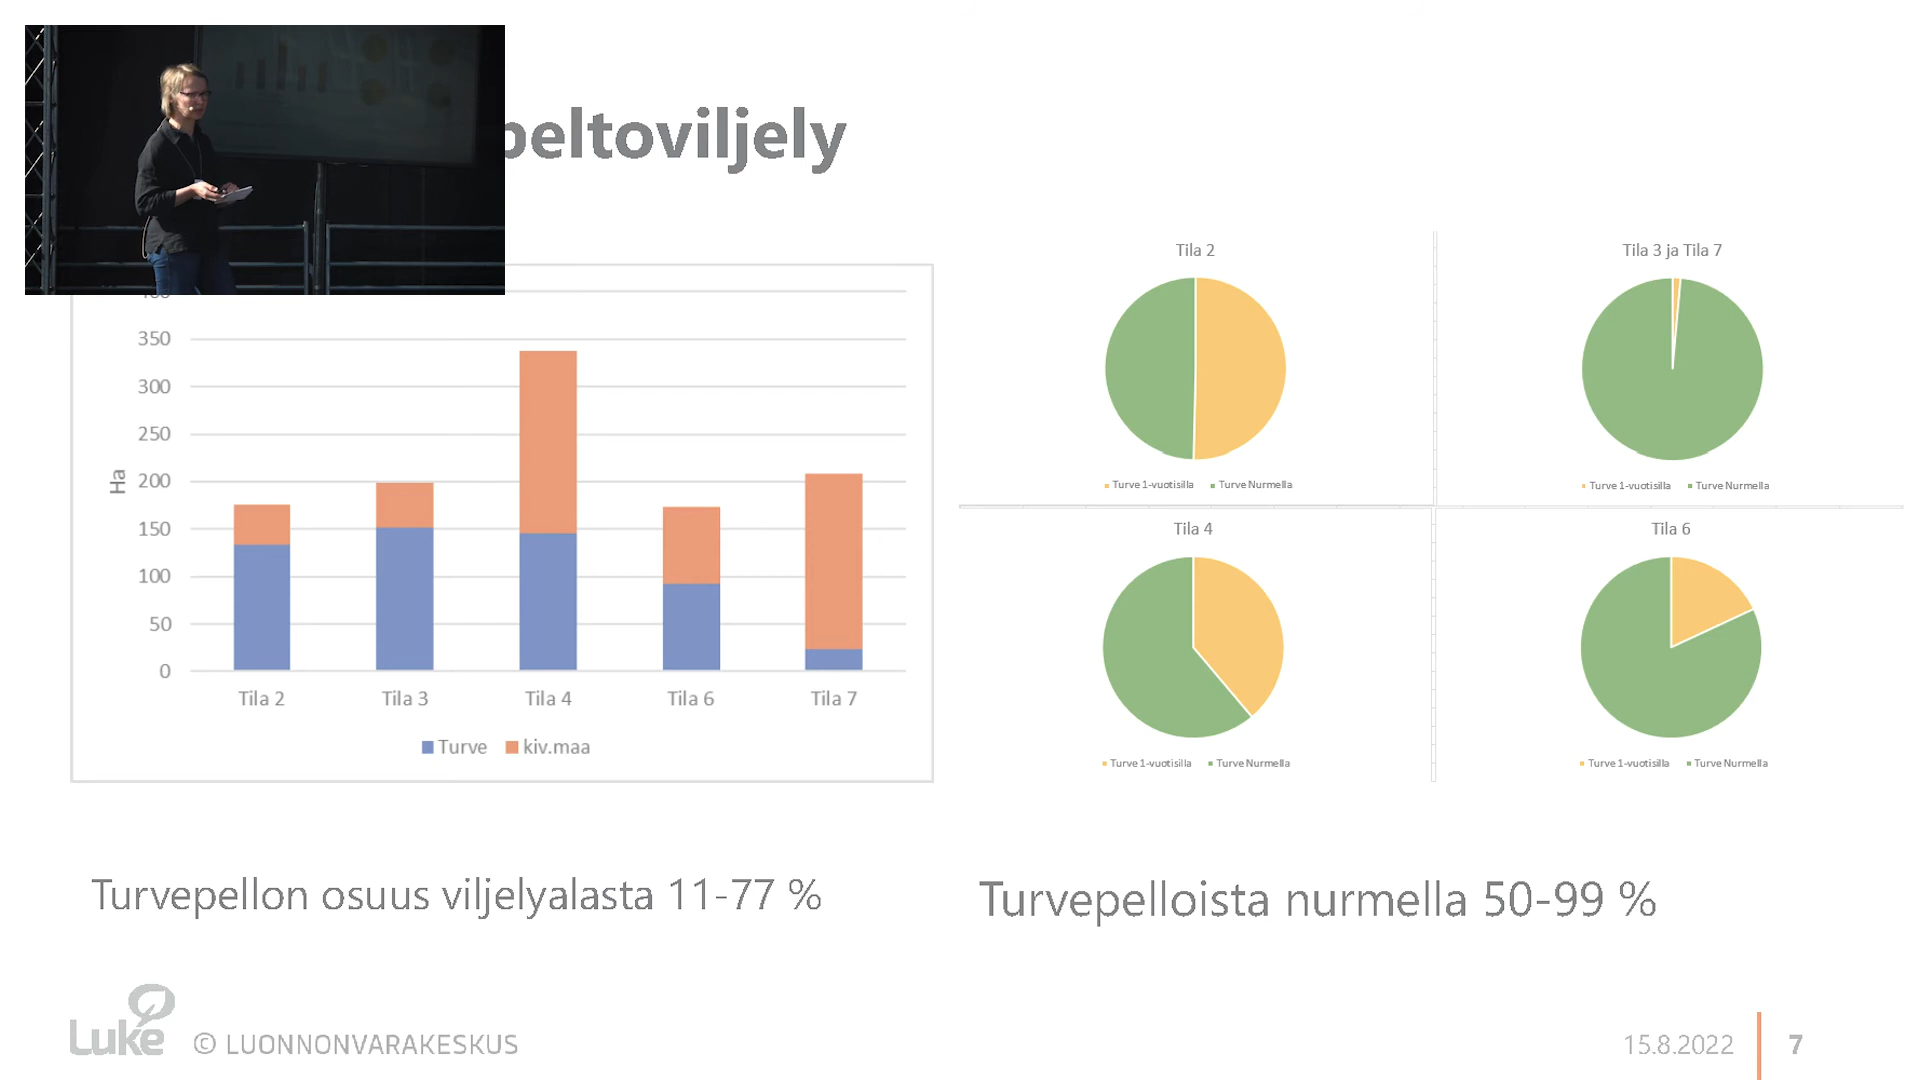 Ha
350
300
250
200
150
100
50
0
Tila 2 Tila 3 Tila 4 Tila 6 Tila 7
Turve kiv.maa
Tila 2
Turve 1-vuotisilla Turve Nurmella
Tila 3 ja Tila 7
Turve 1-vuotisilla Turve Nurmella
Tila 4
Turve 1-vuotisilla Turve Nurmella
Tila 6
Turve 1-vuotisilla Turve Nurmella
Turvepellon osuus viljelyalasta 11-77 %
Turvepelloista nurmella 50-99 %
Luke
© LUONNONVARAKESKUS
15.8.2022 7